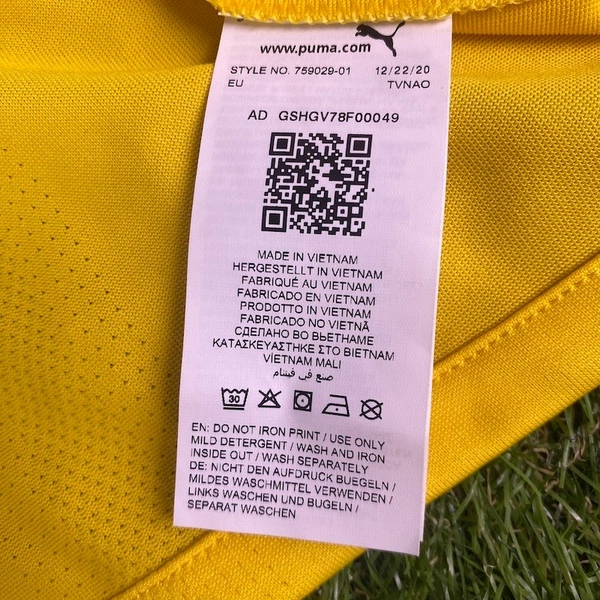 www.puma.com
STYLE NO. 759029-01 12/22/20
EU TVNAO
AD GSHGV78F00049
MADE IN VIETNAM
HERGESTELLT IN VIETNAM
FABRIQUÉ AU VIETNAM
FABRICADO EN VIETNAM
PRODOTTO IN VIETNAM
FABRICADO NO VIETNÃ
СДЕЛАНО ВО ВЬЕТНАМЕ
ΚΑΤΑΣΚΕΥΑΣΤΗΚΕ ΣΤΟ ΒΙΕΤΝΑΜ
VİETNAM MALI
صنع في فيتنام
30
EN: DO NOT IRON PRINT / USE ONLY
MILD DETERGENT / WASH AND IRON
INSIDE OUT / WASH SEPARATELY
DE: NICHT DEN AUFDRUCK BUEGELN /
MILDES WASCHMITTEL VERWENDEN /
LINKS WASCHEN UND BUGELN /
SEPARAT WASCHEN